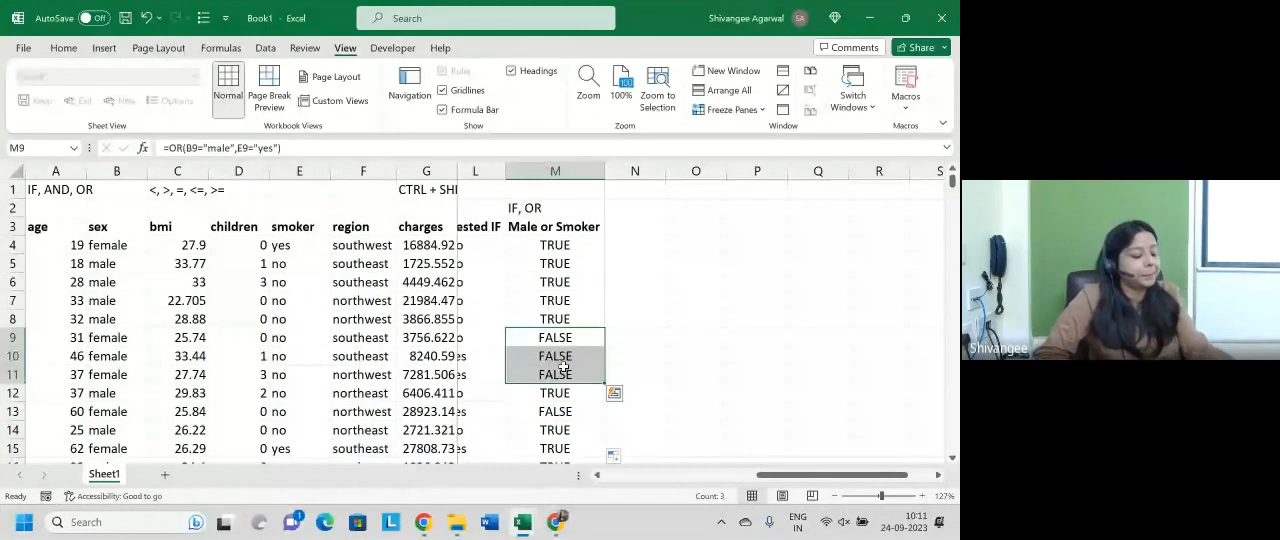 AutoSave Off Book1 - Excel Search Shivangee Agarwal SA
File Home Insert Page Layout Formulas Data Review View Developer Help Comments Share
Normal Page Break Preview Page Layout Custom Views Navigation Ruler Gridlines Formula Bar Headings Zoom 100% Zoom to Selection New Window Arrange All Freeze Panes Switch Windows Macros
Keep Exit New Options
Sheet View Workbook Views Show Zoom Window Macros
M9 fx =OR(B9="male",E9="yes")
A B C D E F G L M N O P Q R S
1 IF, AND, OR <, >, =, <=, >= CTRL + SHI
2 IF, OR
3 age sex bmi children smoker region charges ested IF Male or Smoker
4 19 female 27.9 0 yes southwest 16884.92 o TRUE
5 18 male 33.77 1 no southeast 1725.552 o TRUE
6 28 male 33 3 no southeast 4449.462 o TRUE
7 33 male 22.705 0 no northwest 21984.47 o TRUE
8 32 male 28.88 0 no northwest 3866.855 o TRUE
9 31 female 25.74 0 no southeast 3756.622 o FALSE
10 46 female 33.44 1 no southeast 8240.59 es FALSE
11 37 female 27.74 3 no northwest 7281.506 es FALSE
12 37 male 29.83 2 no northeast 6406.411 o TRUE
13 60 female 25.84 0 no northwest 28923.14 es FALSE
14 25 male 26.22 0 no northeast 2721.321 o TRUE
15 62 female 26.29 0 yes southeast 27808.73 es TRUE
Sheet1
Ready Accessibility: Good to go Count: 3 127%
Search ENG IN 10:11 24-09-2023
Shivangee